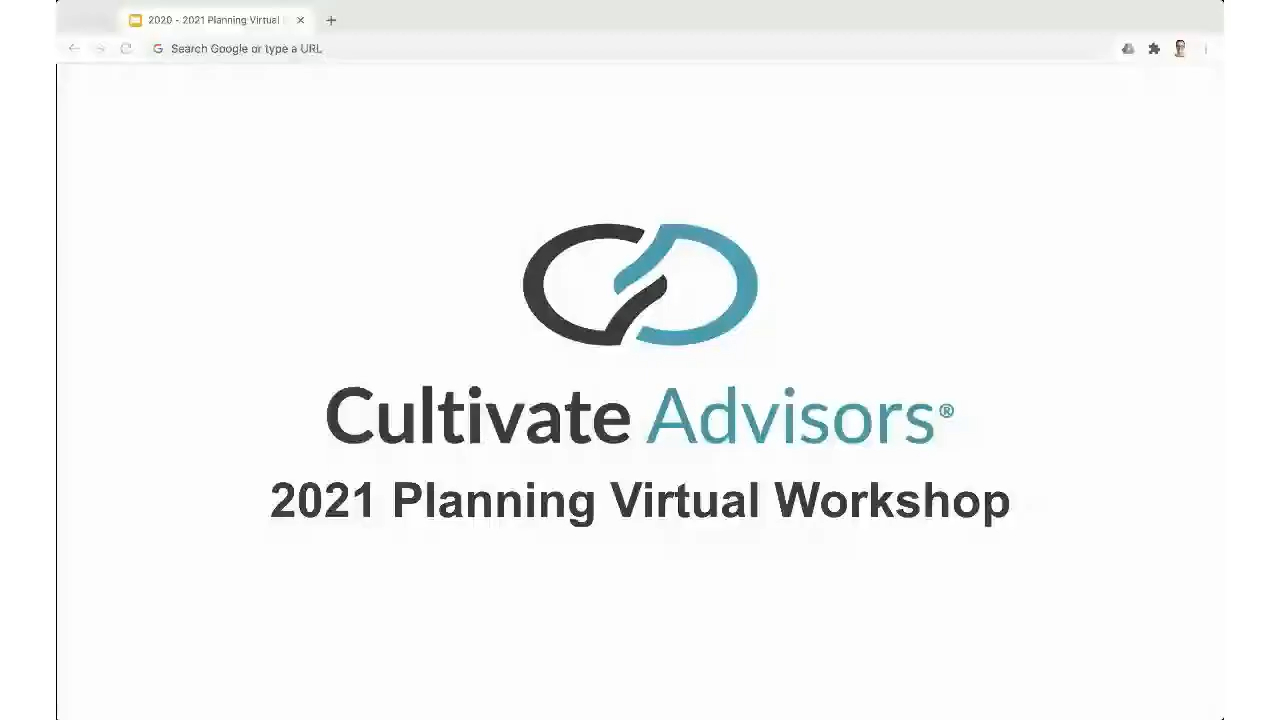 2020 - 2021 Planning Virtual
Search Google or type a URL
Cultivate Advisors®
2021 Planning Virtual Workshop